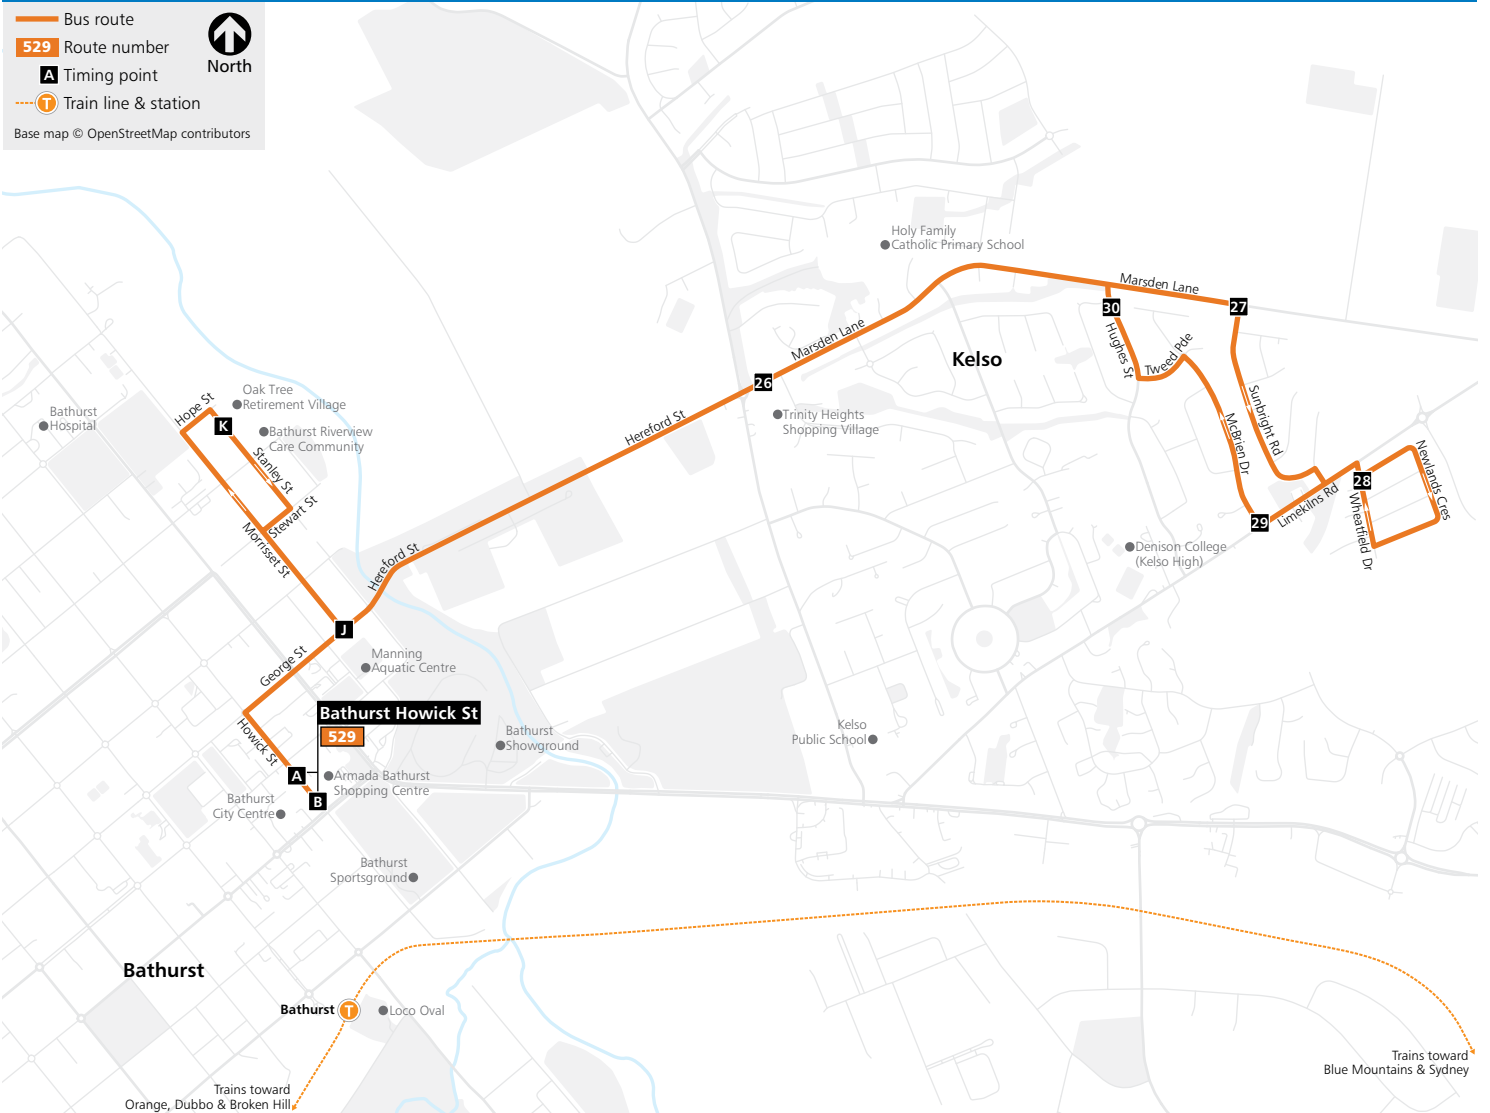 Bus route
529 Route number
A Timing point
T Train line & station
Base map © OpenStreetMap contributors
North
Holy Family
Catholic Primary School
Marsden Lane
30
27
Marsden Lane
Hughes St
Tweed Pde
Kelso
26
Sunbright Rd
McBrien Dr
Trinity Heights
Shopping Village
Hereford St
Newlands Cres
28
Limekilns Rd
29
Wheatfield Dr
Denison College
(Kelso High)
Oak Tree
Retirement Village
Hope St
K
Bathurst
Hospital
Bathurst Riverview
Care Community
Stanley St
Stewart St
Morrisset St
Hereford St
J
Manning
Aquatic Centre
George St
Bathurst Howick St
529
Howick St
A
B
Armada Bathurst
Shopping Centre
Bathurst
City Centre
Bathurst
Showground
Kelso
Public School
Bathurst
Sportsground
Bathurst
Bathurst T
Loco Oval
Trains toward
Orange, Dubbo & Broken Hill
Trains toward
Blue Mountains & Sydney